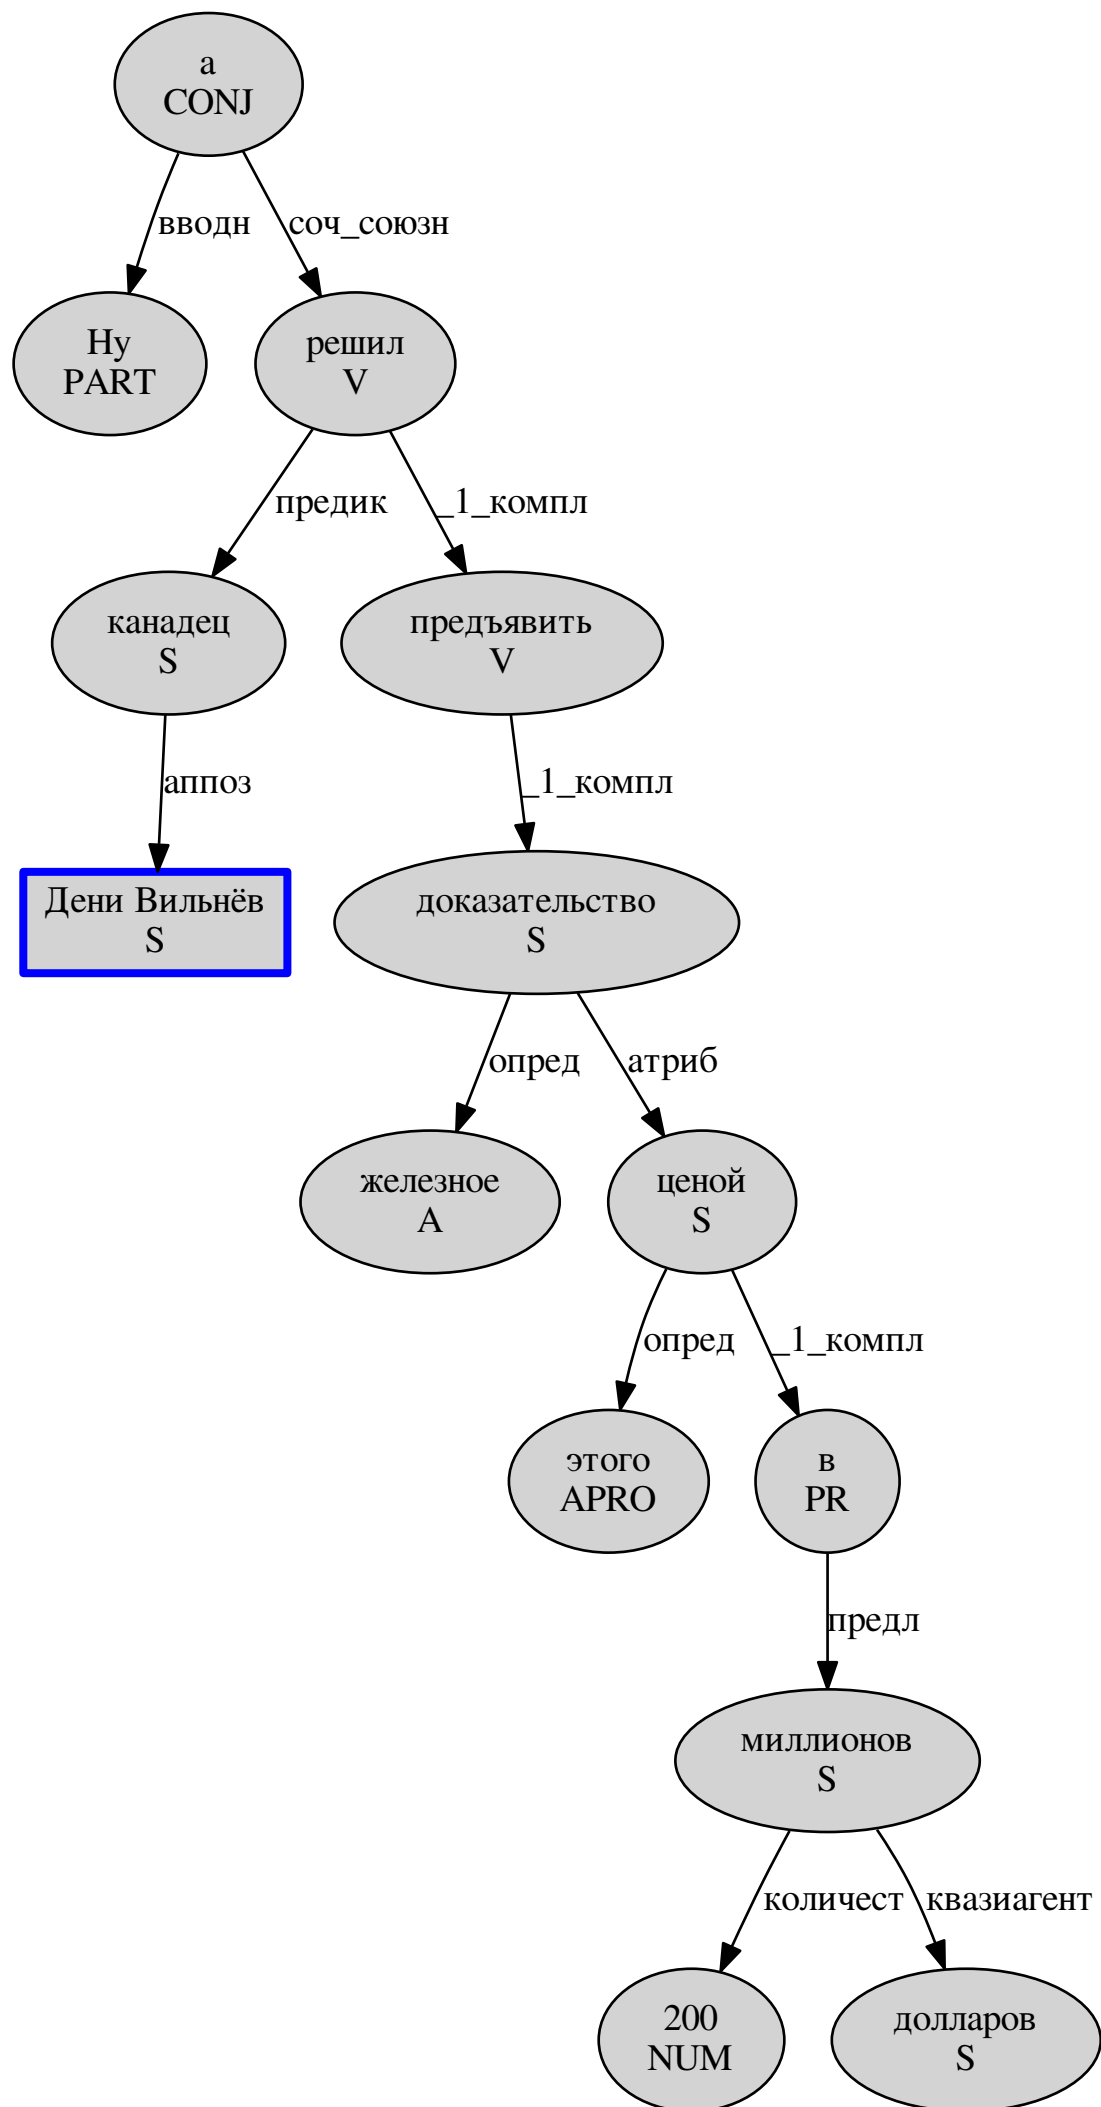 а
CONJ
вводн
соч_союзн
Ну
PART
решил
V
предик
_1_компл
канадец
S
предъявить
V
аппоз
_1_компл
Дени Вильнёв
S
доказательство
S
опред
атриб
железное
A
ценой
S
опред
_1_компл
этого
APRO
в
PR
предл
миллионов
S
количест
квазиагент
200
NUM
долларов
S